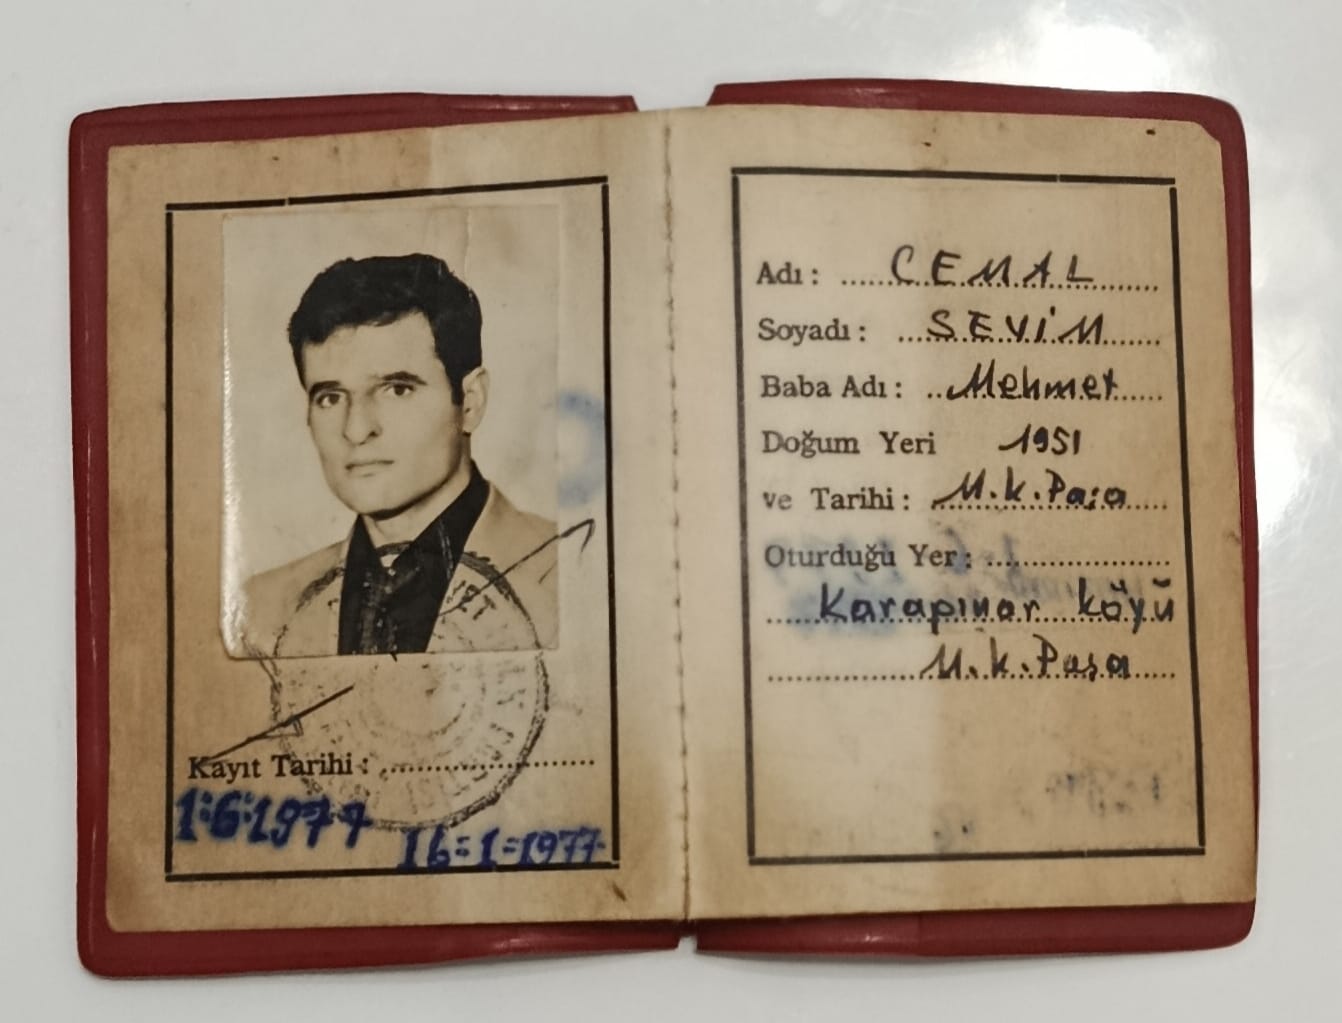 Kayıt Tarihi :
1:6:1977
16=1=1977
Adı : CEMAL
Soyadı : SEVİM
Baba Adı : Mehmet
Doğum Yeri 1951
ve Tarihi : M.K.Paşa
Oturduğu Yer :
Karapınar köyü
M.K.Paşa